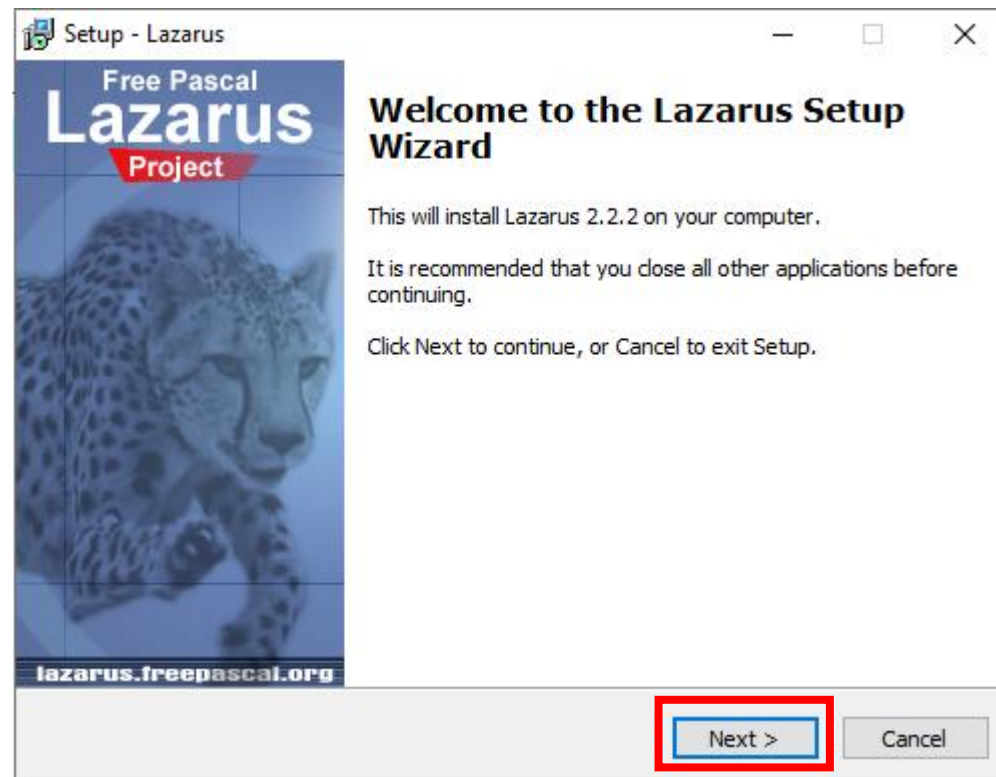 Setup - Lazarus
Free Pascal
Lazarus
Project
Welcome to the Lazarus Setup
Wizard
This will install Lazarus 2.2.2 on your computer.
It is recommended that you close all other applications before
continuing.
Click Next to continue, or Cancel to exit Setup.
lazarus.freepascal.org
Next >
Cancel